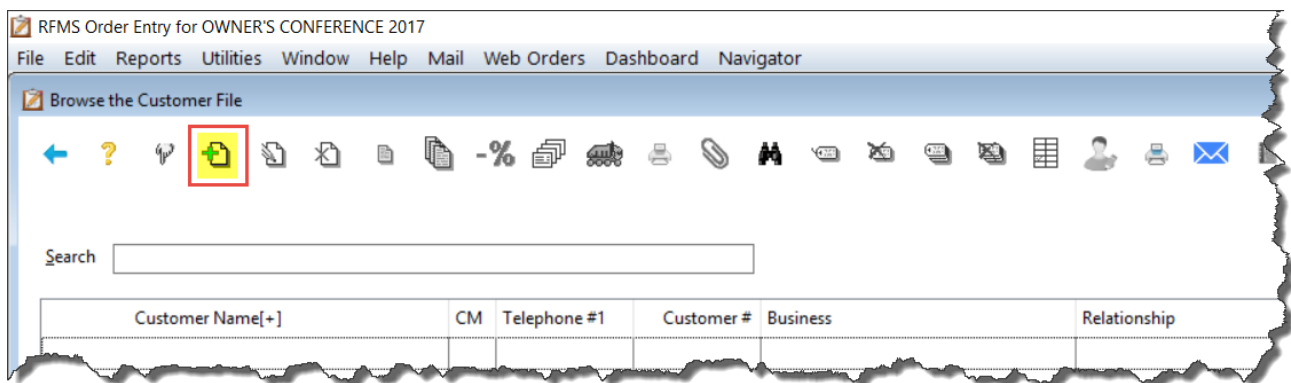 RFMS Order Entry for OWNER'S CONFERENCE 2017
File Edit Reports Utilities Window Help Mail Web Orders Dashboard Navigator
Browse the Customer File
Search
Customer Name[+] CM Telephone #1 Customer # Business Relationship